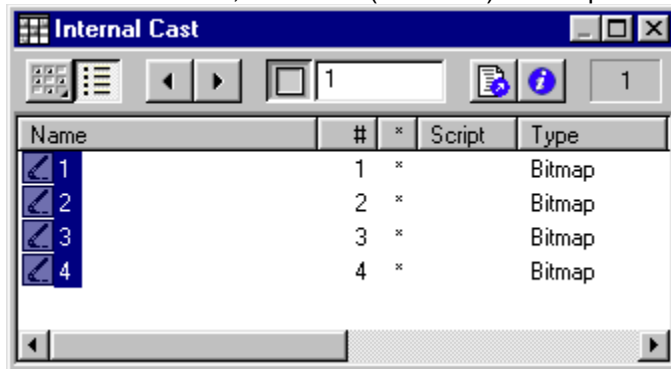 Internal Cast
1
1
Name # * Script Type
1 1 * Bitmap
2 2 * Bitmap
3 3 * Bitmap
4 4 * Bitmap